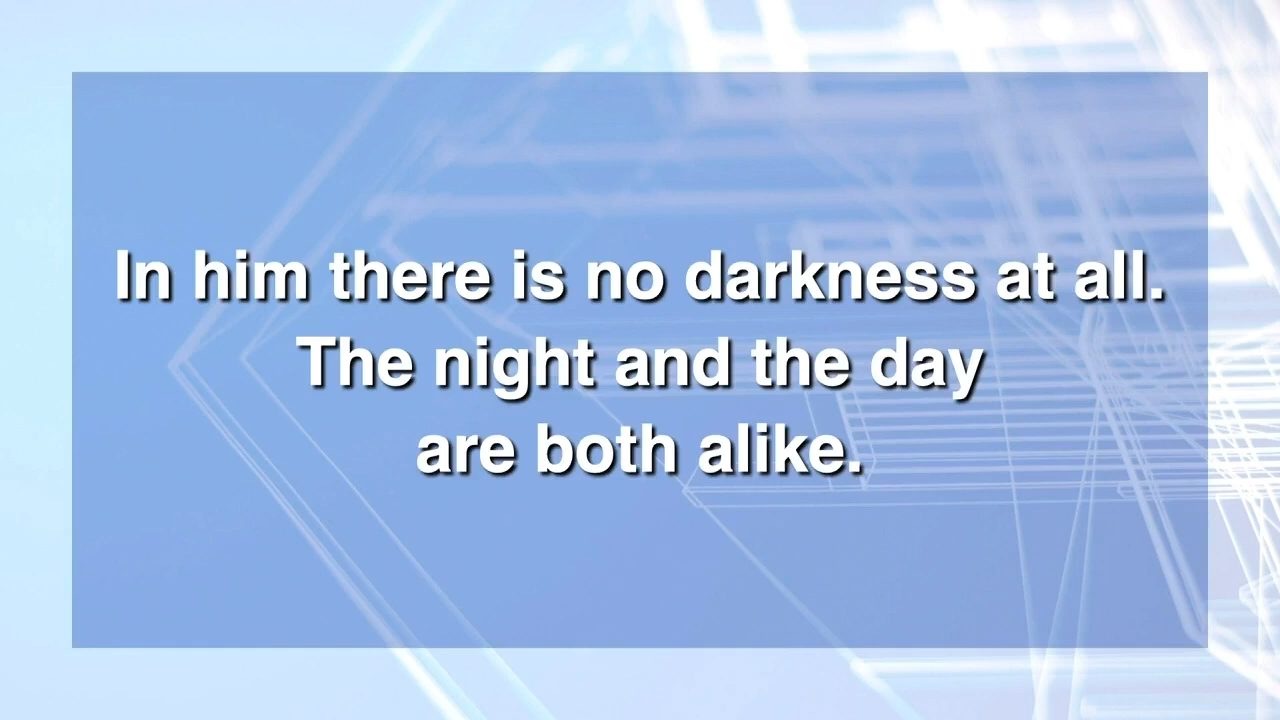 In him there is no darkness at all.
The night and the day
are both alike.